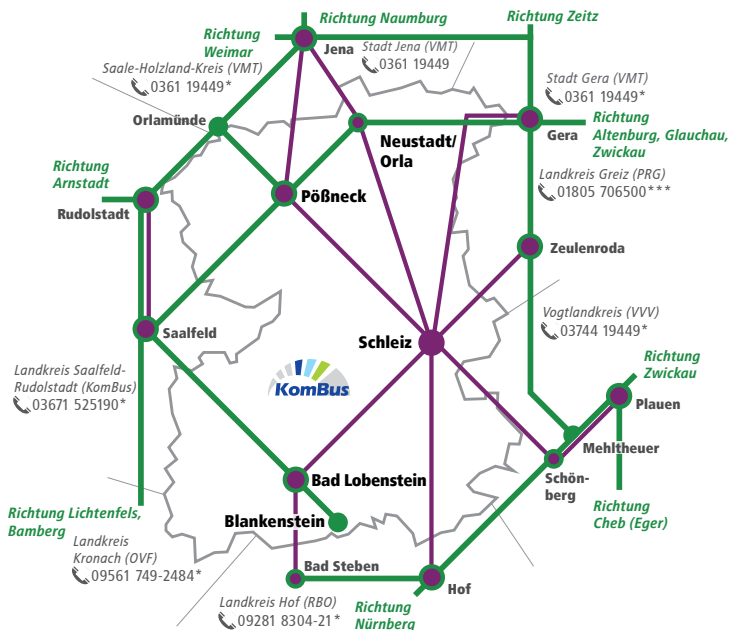 Richtung Naumburg
Richtung Zeitz
Richtung
Weimar
Jena
Stadt Jena (VMT)
0361 19449
Saale-Holzland-Kreis (VMT)
0361 19449*
Stadt Gera (VMT)
0361 19449*
Orlamünde
Neustadt/
Orla
Gera
Richtung
Altenburg, Glauchau,
Zwickau
Richtung
Arnstadt
Landkreis Greiz (PRG)
01805 706500***
Pößneck
Rudolstadt
Zeulenroda
Vogtlandkreis (VVV)
03744 19449*
Saalfeld
Schleiz
Richtung
Zwickau
Landkreis Saalfeld-
Rudolstadt (KomBus)
03671 525190*
KomBus
Plauen
Mehltheuer
Bad Lobenstein
Schön-
berg
Richtung
Cheb (Eger)
Richtung Lichtenfels,
Bamberg
Blankenstein
Landkreis
Kronach (OVF)
09561 749-2484*
Bad Steben
Hof
Landkreis Hof (RBO)
09281 8304-21*
Richtung
Nürnberg